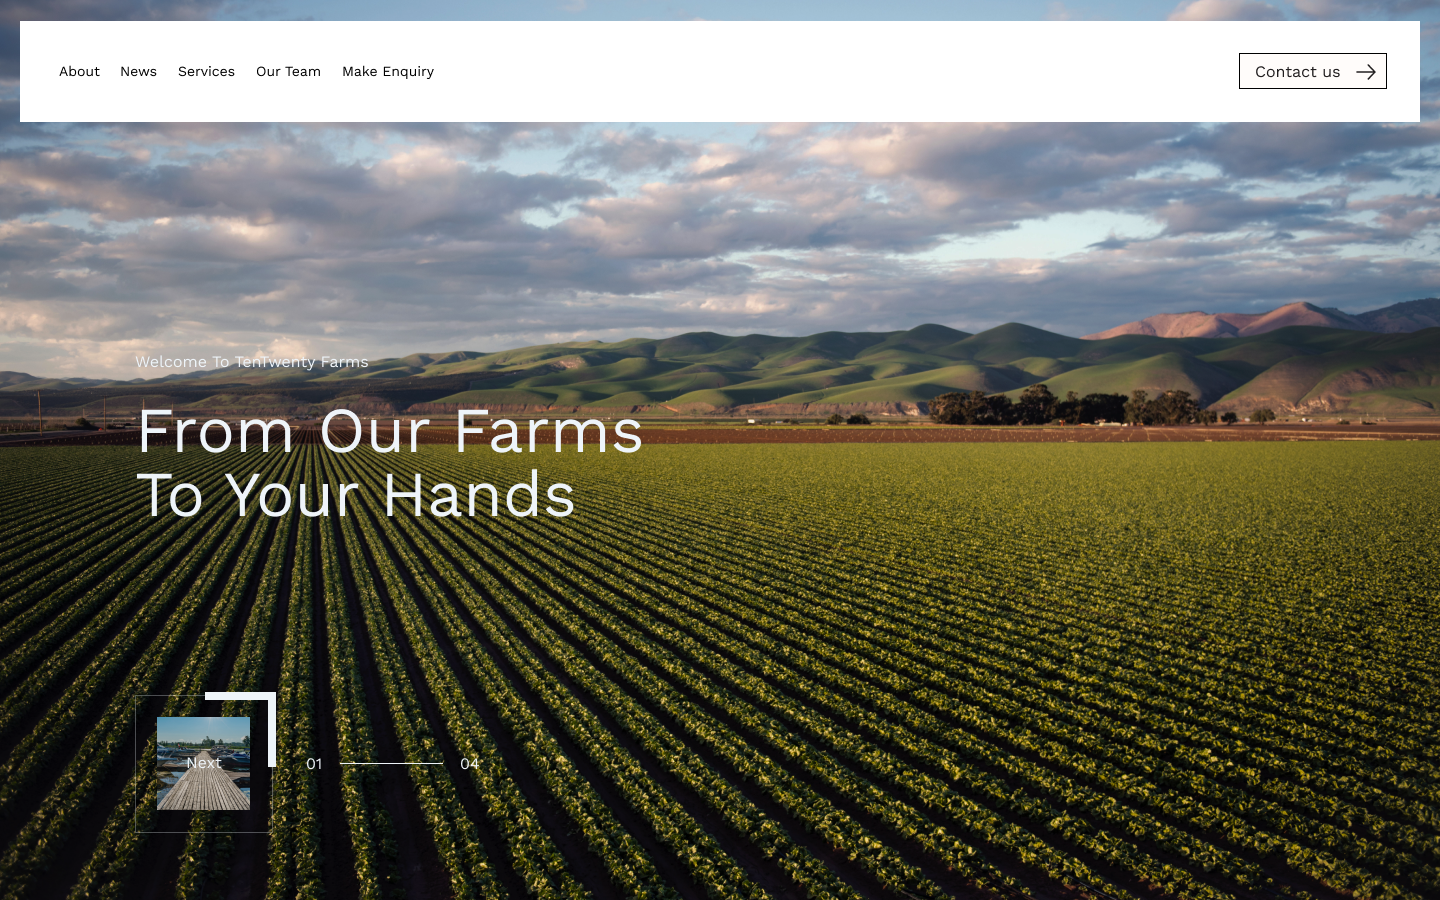 About News Services Our Team Make Enquiry Contact us
Welcome To TenTwenty Farms
From Our Farms
To Your Hands
Next 01 04